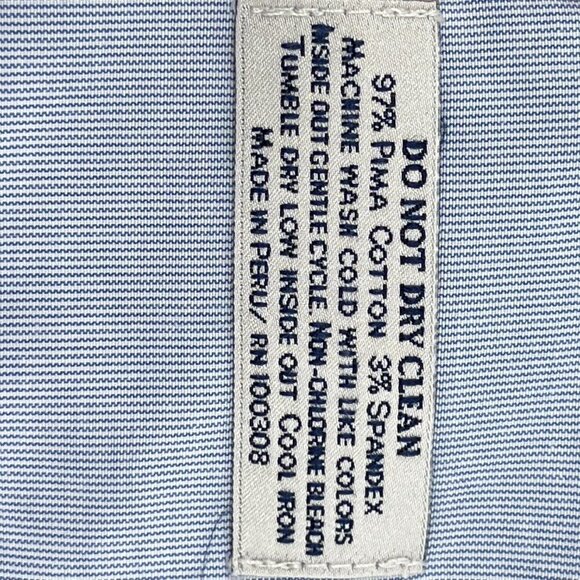 DO NOT DRY CLEAN
97% PIMA COTTON 3% SPANDEX
MACHINE WASH COLD WITH LIKE COLORS
INSIDE OUT GENTLE CYCLE. NON-CHLORINE BLEACH
TUMBLE DRY LOW INSIDE OUT COOL IRON
MADE IN PERU/ RN 100308